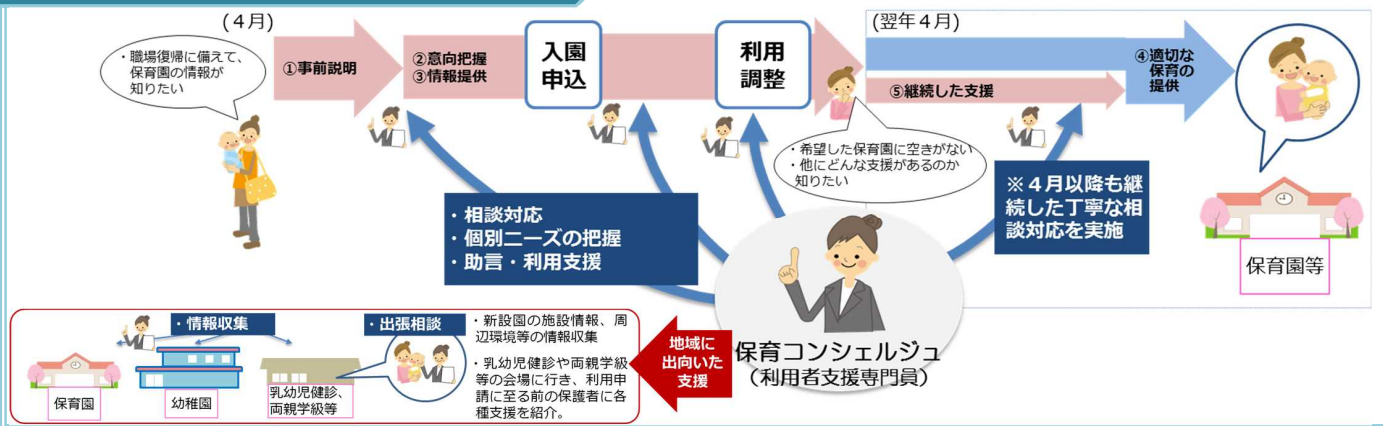 (4月)
・職場復帰に備えて、
保育園の情報が
知りたい
①事前説明
②意向把握
③情報提供
入園
申込
利用
調整
(翌年4月)
④適切な
保育の
提供
⑤継続した支援
・希望した保育園に空きがない
・他にどんな支援があるのか
知りたい
・相談対応
・個別ニーズの把握
・助言・利用支援
※4月以降も継
続した丁寧な相
談対応を実施
保育園等
保育コンシェルジュ
(利用者支援専門員)
地域に
出向いた
支援
・情報収集
・出張相談
保育園
幼稚園
乳幼児健診、
両親学級等
・新設園の施設情報、周
辺環境等の情報収集
・乳幼児健診や両親学級
等の会場に行き、利用申
請に至る前の保護者に各
種支援を紹介。